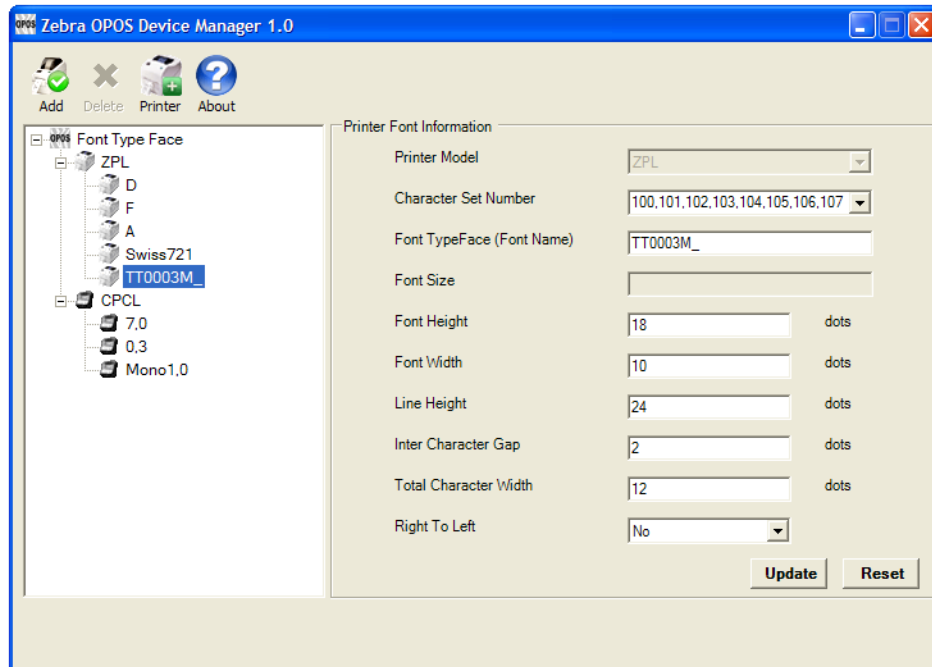 OPOS Zebra OPOS Device Manager 1.0
Add Delete Printer About
OPOS Font Type Face
ZPL
D
F
A
Swiss721
TT0003M_
CPCL
7,0
0,3
Mono1,0
Printer Font Information
Printer Model ZPL
Character Set Number 100,101,102,103,104,105,106,107
Font TypeFace (Font Name) TT0003M_
Font Size
Font Height 18 dots
Font Width 10 dots
Line Height 24 dots
Inter Character Gap 2 dots
Total Character Width 12 dots
Right To Left No
Update Reset